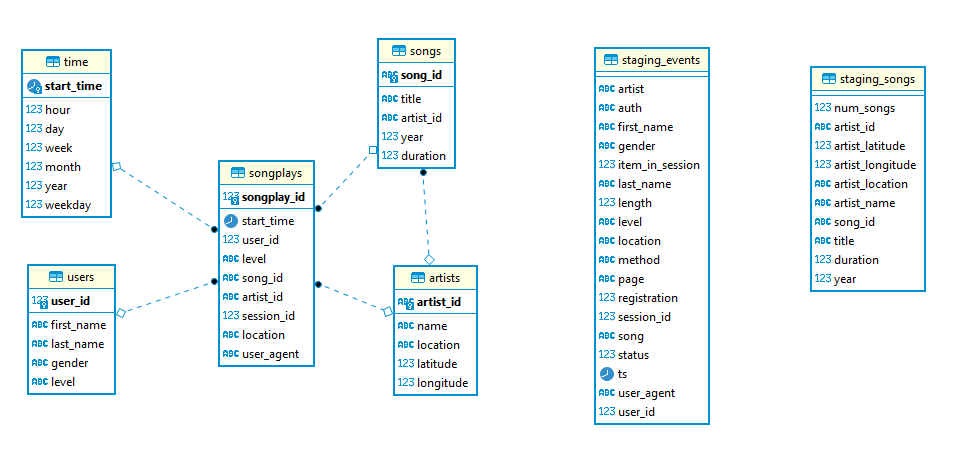 time
start_time
123 hour
123 day
123 week
123 month
123 year
123 weekday
songs
ABC song_id
ABC title
ABC artist_id
123 year
123 duration
songplays
123 songplay_id
start_time
123 user_id
ABC level
ABC song_id
ABC artist_id
123 session_id
ABC location
ABC user_agent
users
123 user_id
ABC first_name
ABC last_name
ABC gender
ABC level
artists
ABC artist_id
ABC name
ABC location
123 latitude
123 longitude
staging_events
ABC artist
ABC auth
ABC first_name
ABC gender
123 item_in_session
ABC last_name
123 length
ABC level
ABC location
ABC method
ABC page
123 registration
123 session_id
ABC song
123 status
ts
ABC user_agent
123 user_id
staging_songs
123 num_songs
ABC artist_id
123 artist_latitude
123 artist_longitude
ABC artist_location
ABC artist_name
ABC song_id
ABC title
123 duration
123 year